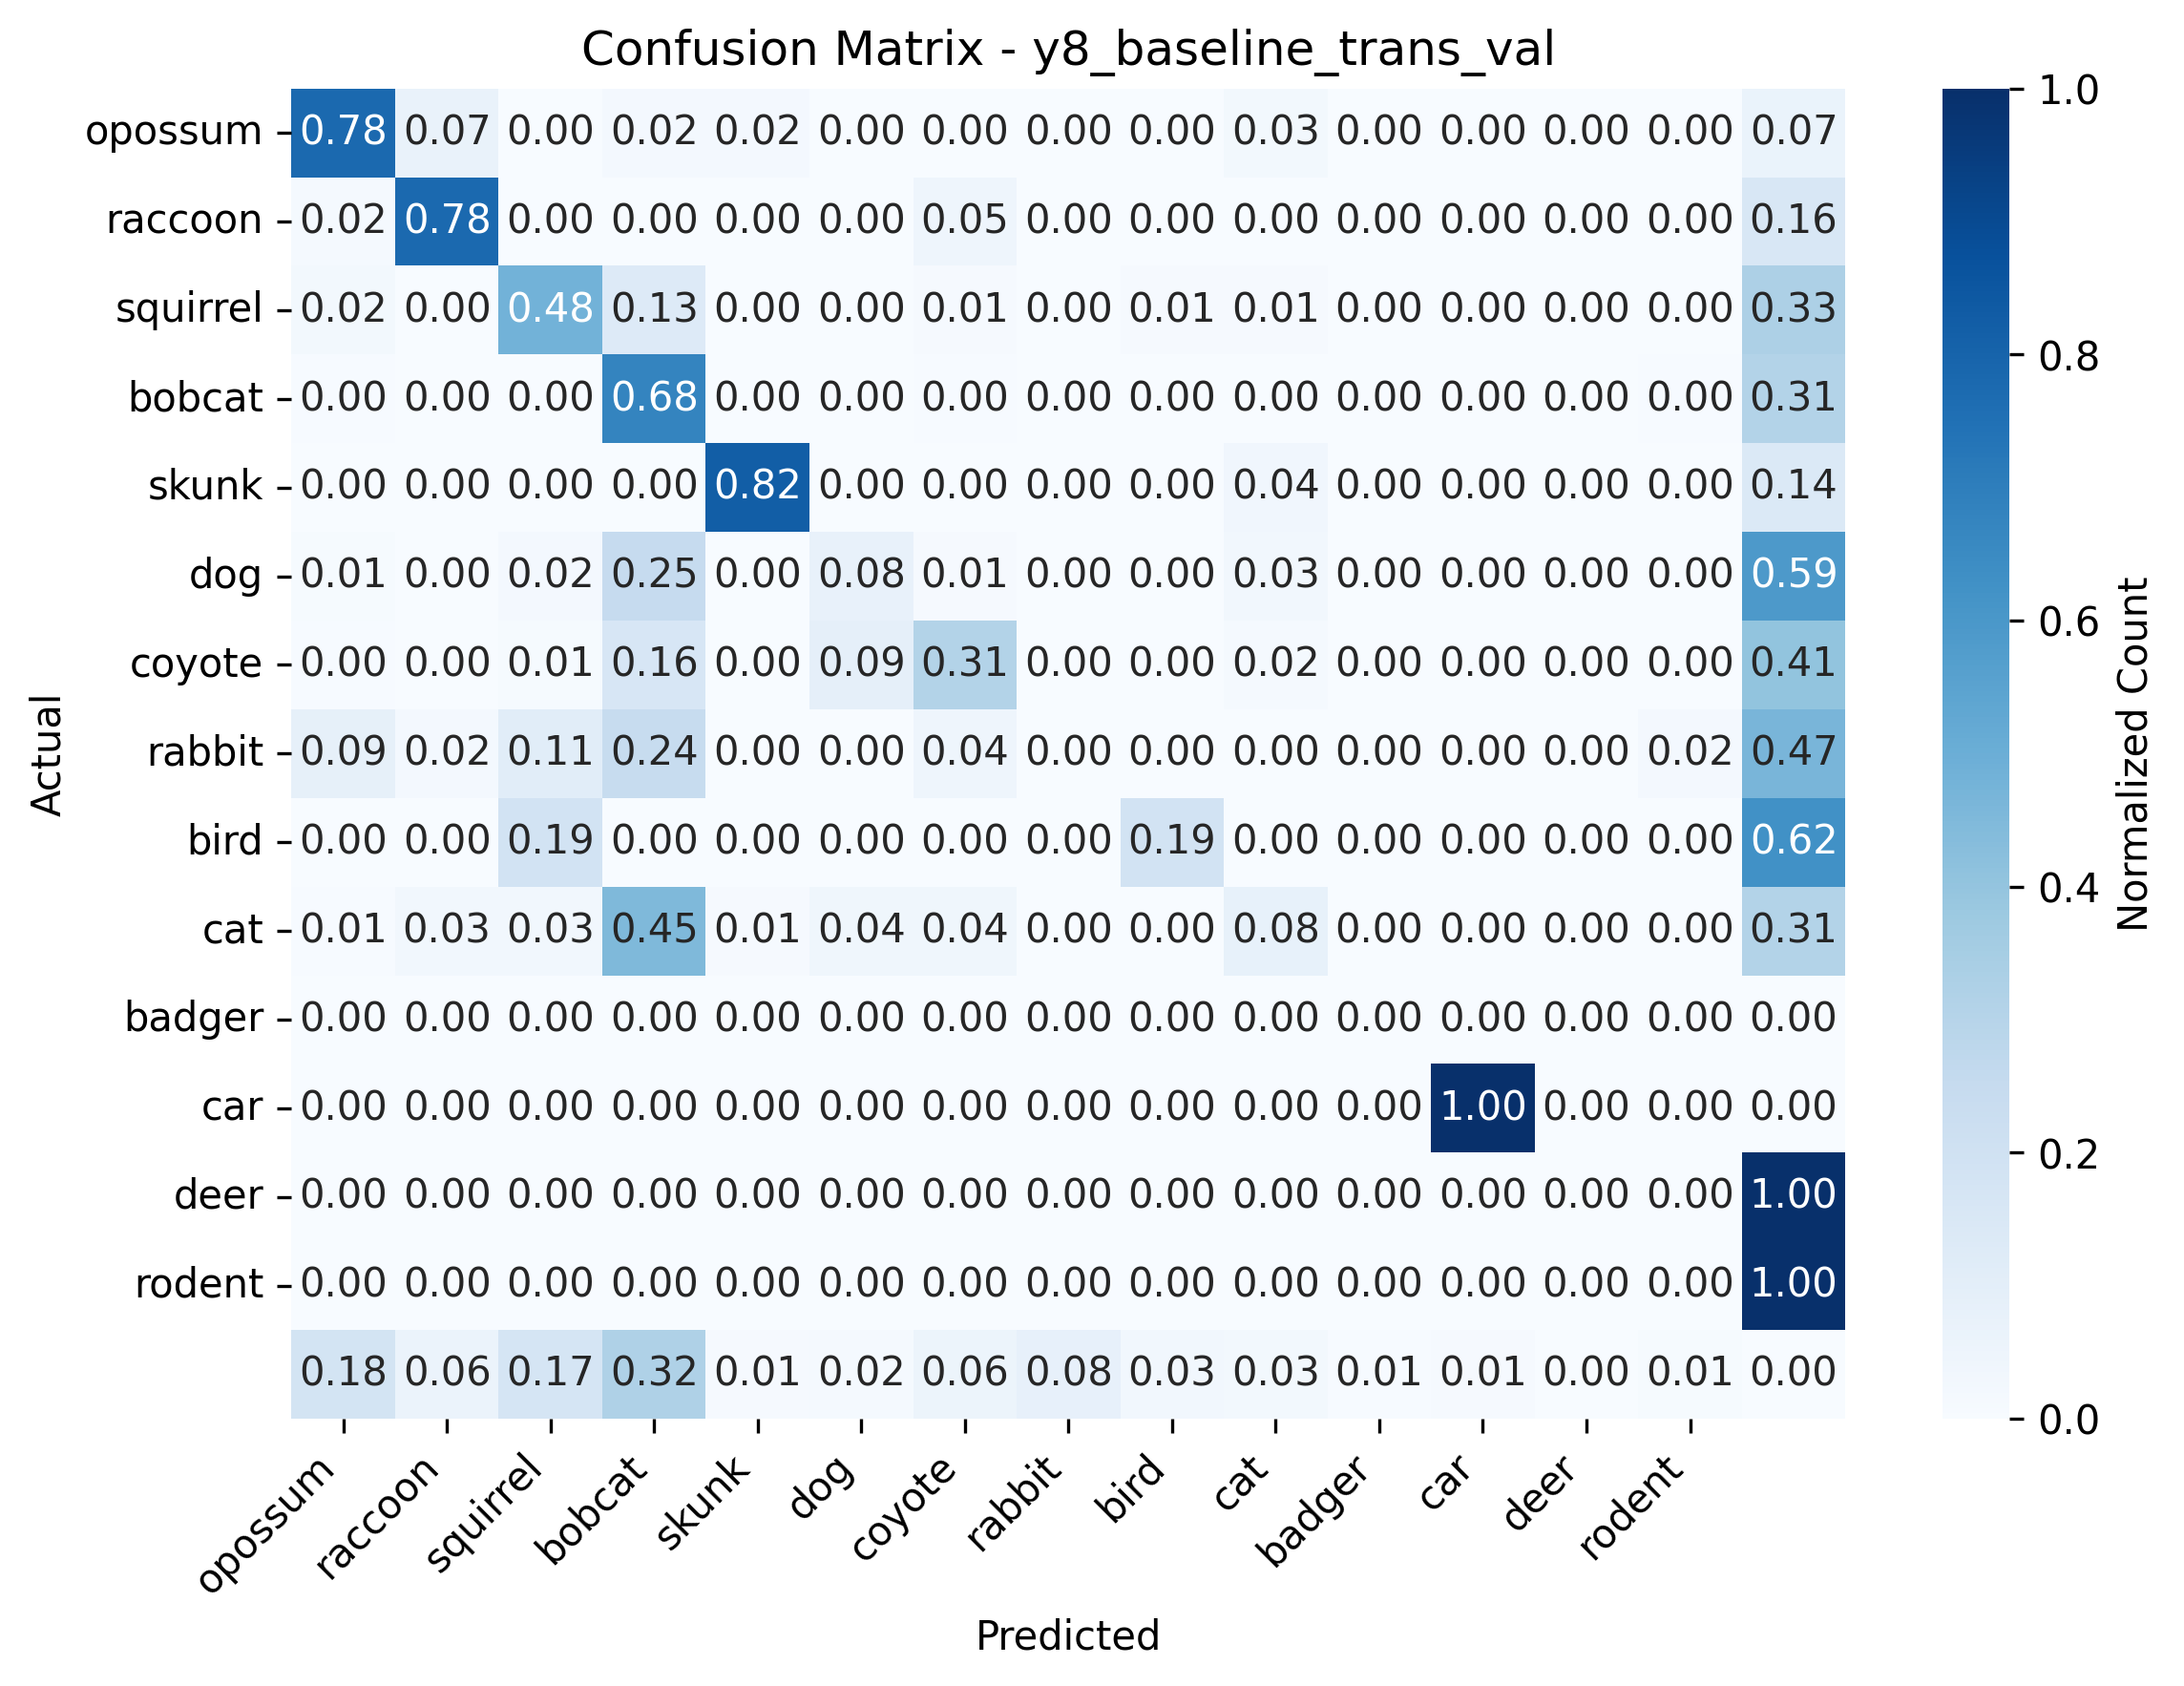 Confusion Matrix - y8_baseline_trans_val
opossum 0.78 0.07 0.00 0.02 0.02 0.00 0.00 0.00 0.00 0.03 0.00 0.00 0.00 0.00 0.07
raccoon 0.02 0.78 0.00 0.00 0.00 0.00 0.05 0.00 0.00 0.00 0.00 0.00 0.00 0.00 0.16
squirrel 0.02 0.00 0.48 0.13 0.00 0.00 0.01 0.00 0.01 0.01 0.00 0.00 0.00 0.00 0.33
bobcat 0.00 0.00 0.00 0.68 0.00 0.00 0.00 0.00 0.00 0.00 0.00 0.00 0.00 0.00 0.31
skunk 0.00 0.00 0.00 0.00 0.82 0.00 0.00 0.00 0.00 0.04 0.00 0.00 0.00 0.00 0.14
dog 0.01 0.00 0.02 0.25 0.00 0.08 0.01 0.00 0.00 0.03 0.00 0.00 0.00 0.00 0.59
coyote 0.00 0.00 0.01 0.16 0.00 0.09 0.31 0.00 0.00 0.02 0.00 0.00 0.00 0.00 0.41
rabbit 0.09 0.02 0.11 0.24 0.00 0.00 0.04 0.00 0.00 0.00 0.00 0.00 0.00 0.02 0.47
bird 0.00 0.00 0.19 0.00 0.00 0.00 0.00 0.00 0.19 0.00 0.00 0.00 0.00 0.00 0.62
cat 0.01 0.03 0.03 0.45 0.01 0.04 0.04 0.00 0.00 0.08 0.00 0.00 0.00 0.00 0.31
badger 0.00 0.00 0.00 0.00 0.00 0.00 0.00 0.00 0.00 0.00 0.00 0.00 0.00 0.00 0.00
car 0.00 0.00 0.00 0.00 0.00 0.00 0.00 0.00 0.00 0.00 0.00 1.00 0.00 0.00 0.00
deer 0.00 0.00 0.00 0.00 0.00 0.00 0.00 0.00 0.00 0.00 0.00 0.00 0.00 0.00 1.00
rodent 0.00 0.00 0.00 0.00 0.00 0.00 0.00 0.00 0.00 0.00 0.00 0.00 0.00 0.00 1.00
0.18 0.06 0.17 0.32 0.01 0.02 0.06 0.08 0.03 0.03 0.01 0.01 0.00 0.01 0.00
opossum raccoon squirrel bobcat skunk dog coyote rabbit bird cat badger car deer rodent
Predicted
Actual
1.0
0.8
0.6
0.4
0.2
0.0
Normalized Count